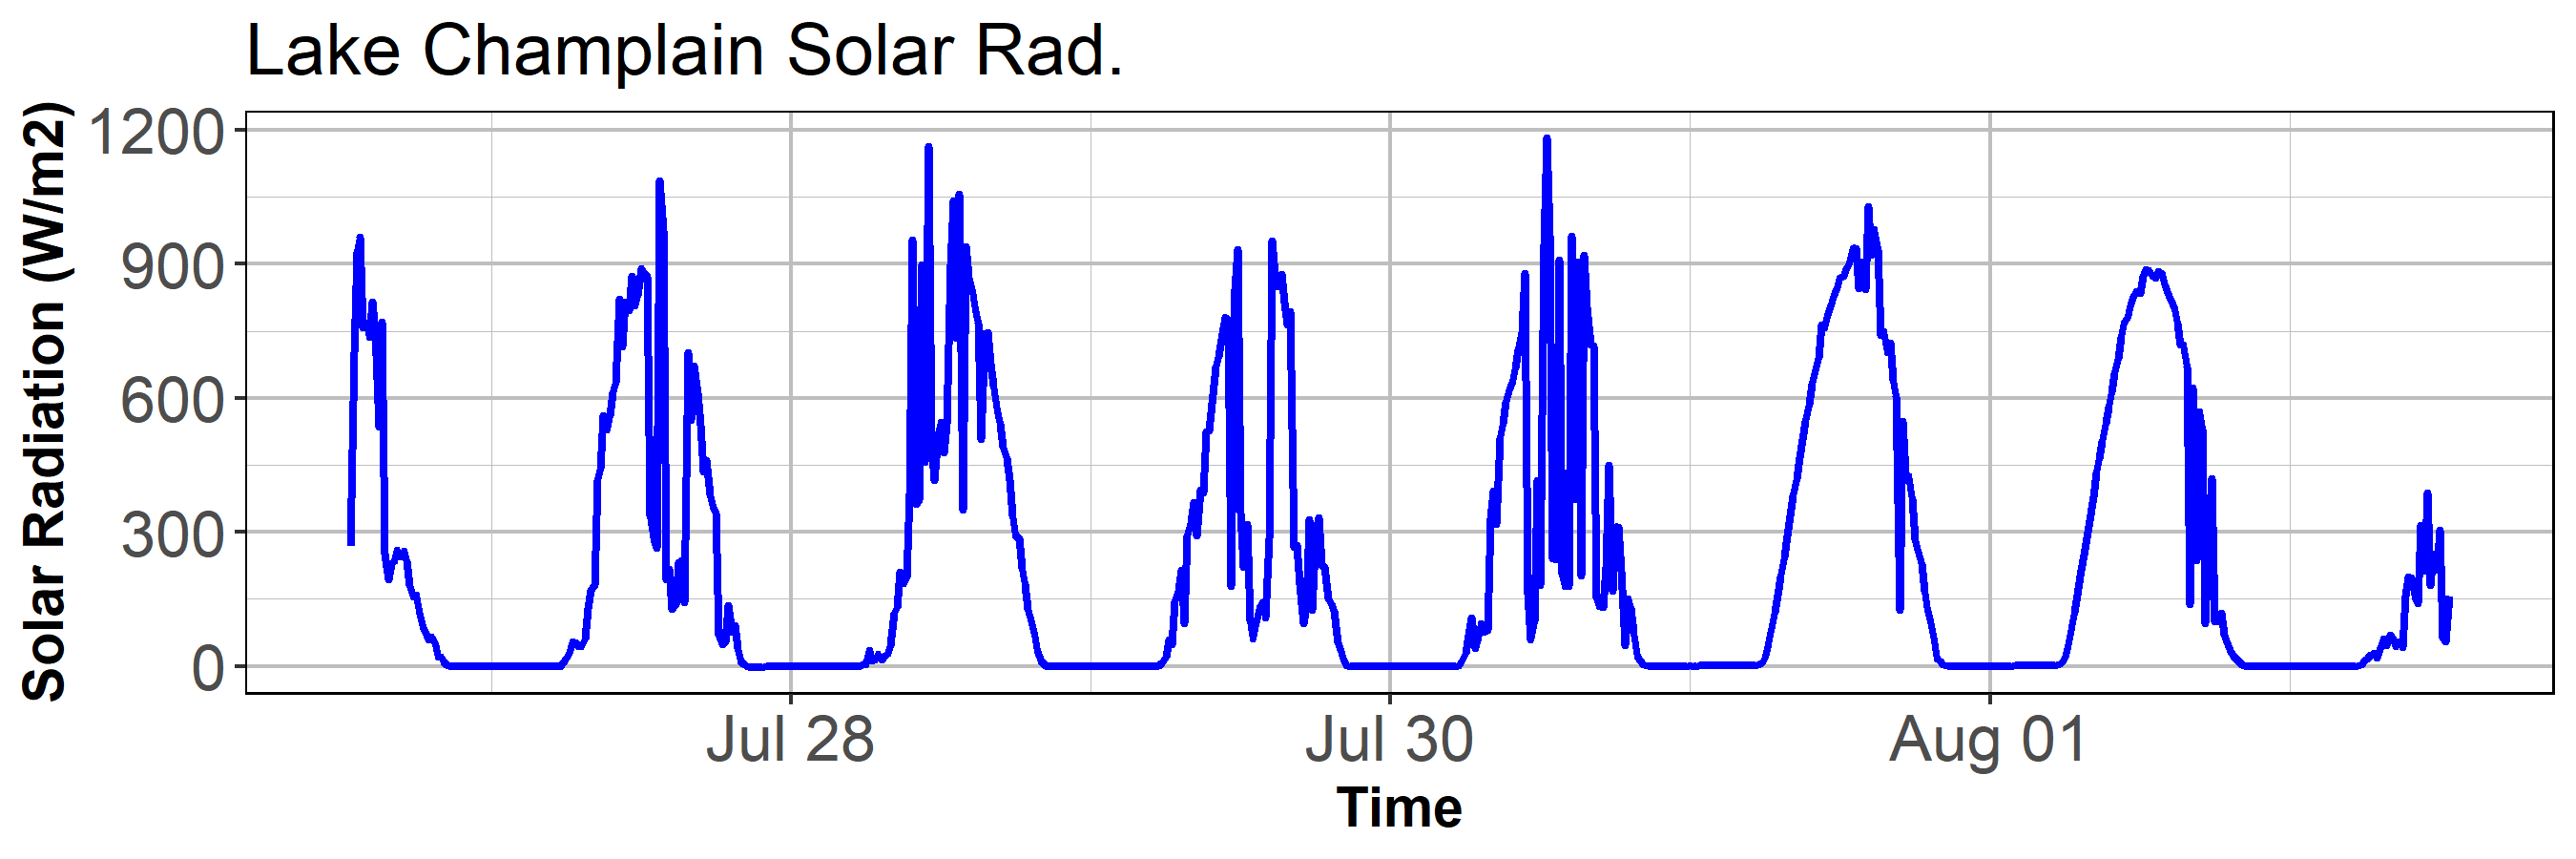 Lake Champlain Solar Rad.
Solar Radiation (W/m2)
1200
900
600
300
0
Jul 28
Jul 30
Aug 01
Time